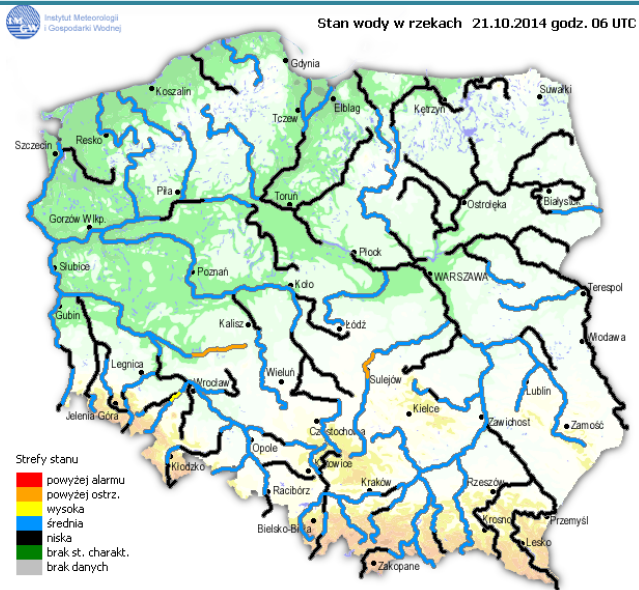 Instytut Meteorologii
i Gospodarki Wodnej
IMGW
Stan wody w rzekach 21.10.2014 godz. 06 UTC
Gdynia
Koszalin
Suwałki
Elbląg
Kętrzyn
Tczew
Resko
Szczecin
Piła
Toruń
Ostrołęka
Białystok
Gorzów Wlkp.
Płock
Słubice
Poznań
WARSZAWA
Koło
Terespol
Gubin
Kalisz
Łódź
Włodawa
Legnica
Wieluń
Sulejów
Wrocław
Lublin
Jelenia Góra
Kielce
Zawichost
Zamość
Częstochowa
Opole
Kłodzko
Katowice
Kraków
Rzeszów
Racibórz
Krosno
Przemyśl
Bielsko-Biała
Lesko
Zakopane
Strefy stanu
powyżej alarmu
powyżej ostrz.
wysoka
średnia
niska
brak st. charakt.
brak danych